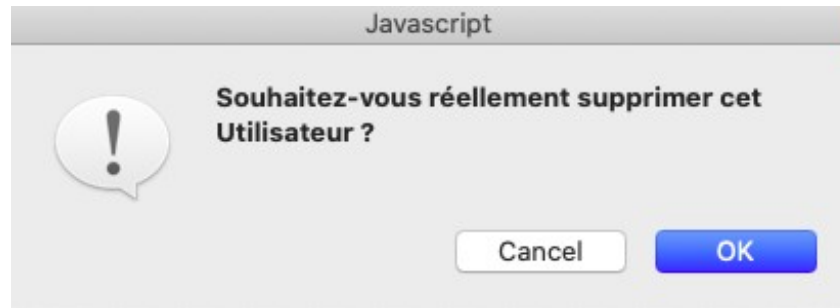 Javascript
Souhaitez-vous réellement supprimer cet
Utilisateur ?
Cancel
OK